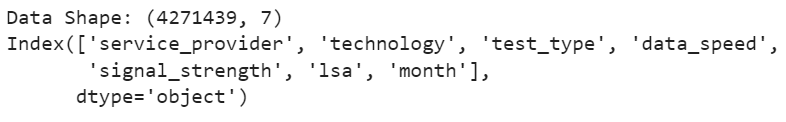 Data Shape: (4271439, 7)
Index(['service_provider', 'technology', 'test_type', 'data_speed',
'signal_strength', 'lsa', 'month'],
dtype='object')